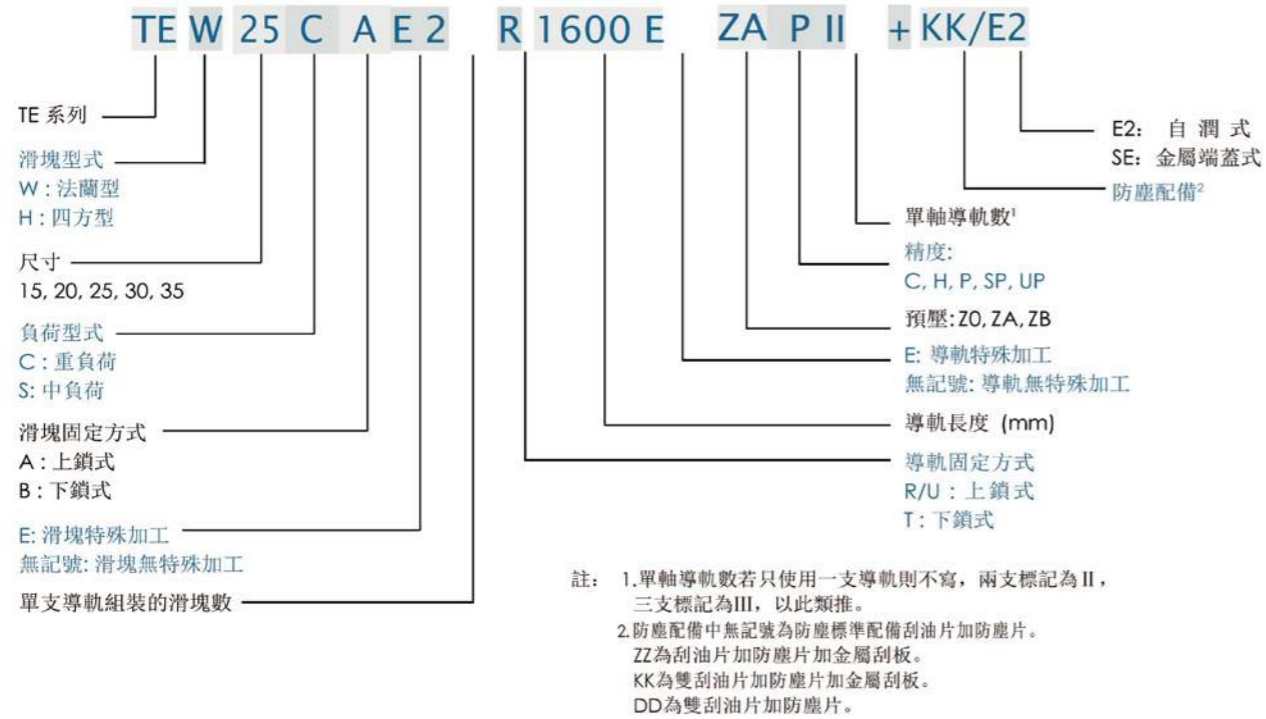 TE W 25 C A E 2 R 1600 E ZA P II + KK/E2
TE 系列
滑塊型式
W : 法蘭型
H : 四方型
尺寸
15, 20, 25, 30, 35
負荷型式
C : 重負荷
S: 中負荷
滑塊固定方式
A : 上鎖式
B : 下鎖式
E: 滑塊特殊加工
無記號: 滑塊無特殊加工
單支導軌組裝的滑塊數
E2: 自 潤 式
SE: 金屬端蓋式
防塵配備²
單軸導軌數¹
精度:
C, H, P, SP, UP
預壓: Z0, ZA, ZB
E: 導軌特殊加工
無記號: 導軌無特殊加工
導軌長度 (mm)
導軌固定方式
R/U : 上鎖式
T : 下鎖式
註: 1.單軸導軌數若只使用一支導軌則不寫，兩支標記為 II ，
三支標記為III，以此類推。
2.防塵配備中無記號為防塵標準配備刮油片加防塵片。
ZZ為刮油片加防塵片加金屬刮板。
KK為雙刮油片加防塵片加金屬刮板。
DD為雙刮油片加防塵片。